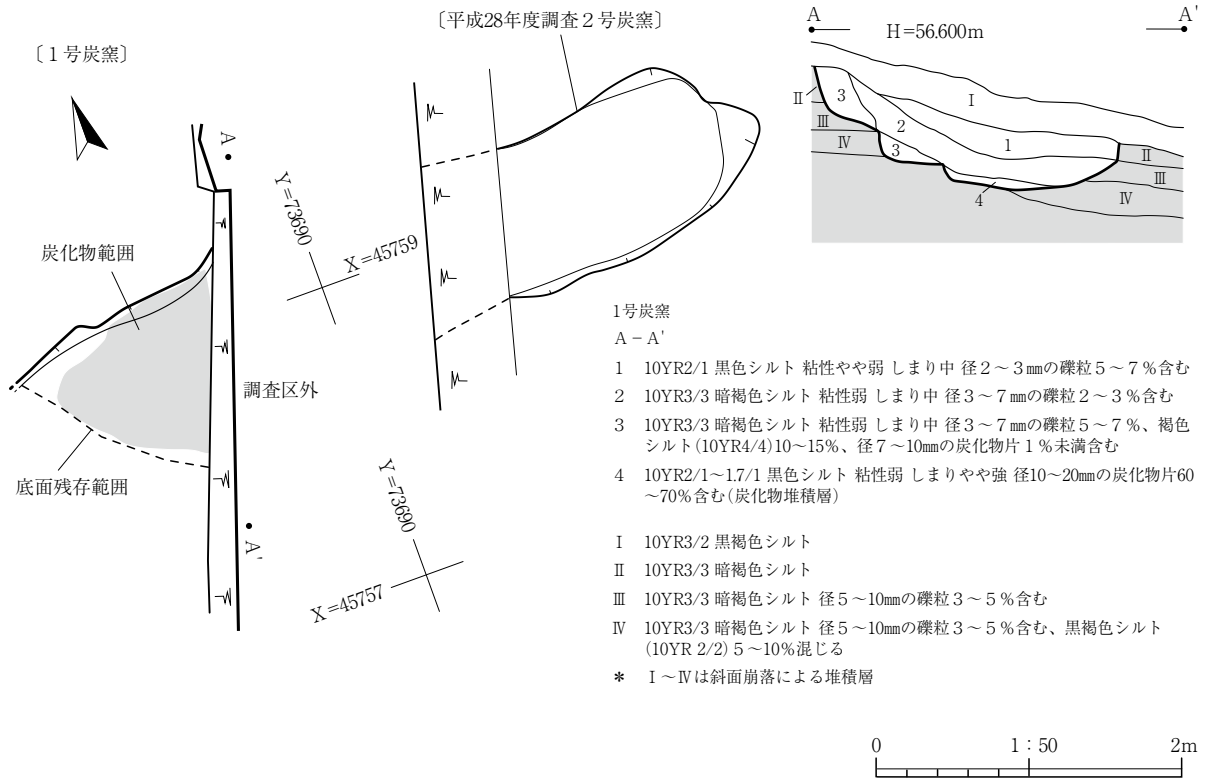 〔平成28年度調査２号炭窯〕
〔１号炭窯〕
A
A'
H=56.600m
Ⅰ
Ⅱ
3
Ⅲ
2
Ⅳ
3
1
Ⅱ
Ⅲ
Ⅳ
4
A
Y=73690
X=45759
炭化物範囲
調査区外
底面残存範囲
A'
Y=73690
X=45757
1号炭窯
A－A'
1 10YR2/1 黒色シルト 粘性やや弱 しまり中 径２～３㎜の礫粒５～７％含む
2 10YR3/3 暗褐色シルト 粘性弱 しまり中 径３～７㎜の礫粒２～３％含む
3 10YR3/3 暗褐色シルト 粘性弱 しまり中 径３～７㎜の礫粒５～７％、褐色
シルト(10YR4/4)10～15％、径７～10㎜の炭化物片１％未満含む
4 10YR2/1～1.7/1 黒色シルト 粘性弱 しまりやや強 径10～20㎜の炭化物片60
～70％含む(炭化物堆積層)
Ⅰ 10YR3/2 黒褐色シルト
Ⅱ 10YR3/3 暗褐色シルト
Ⅲ 10YR3/3 暗褐色シルト 径５～10㎜の礫粒３～５％含む
Ⅳ 10YR3/3 暗褐色シルト 径５～10㎜の礫粒３～５％含む、黒褐色シルト
(10YR 2/2)５～10％混じる
＊ Ⅰ～Ⅳは斜面崩落による堆積層
0 1：50 2m